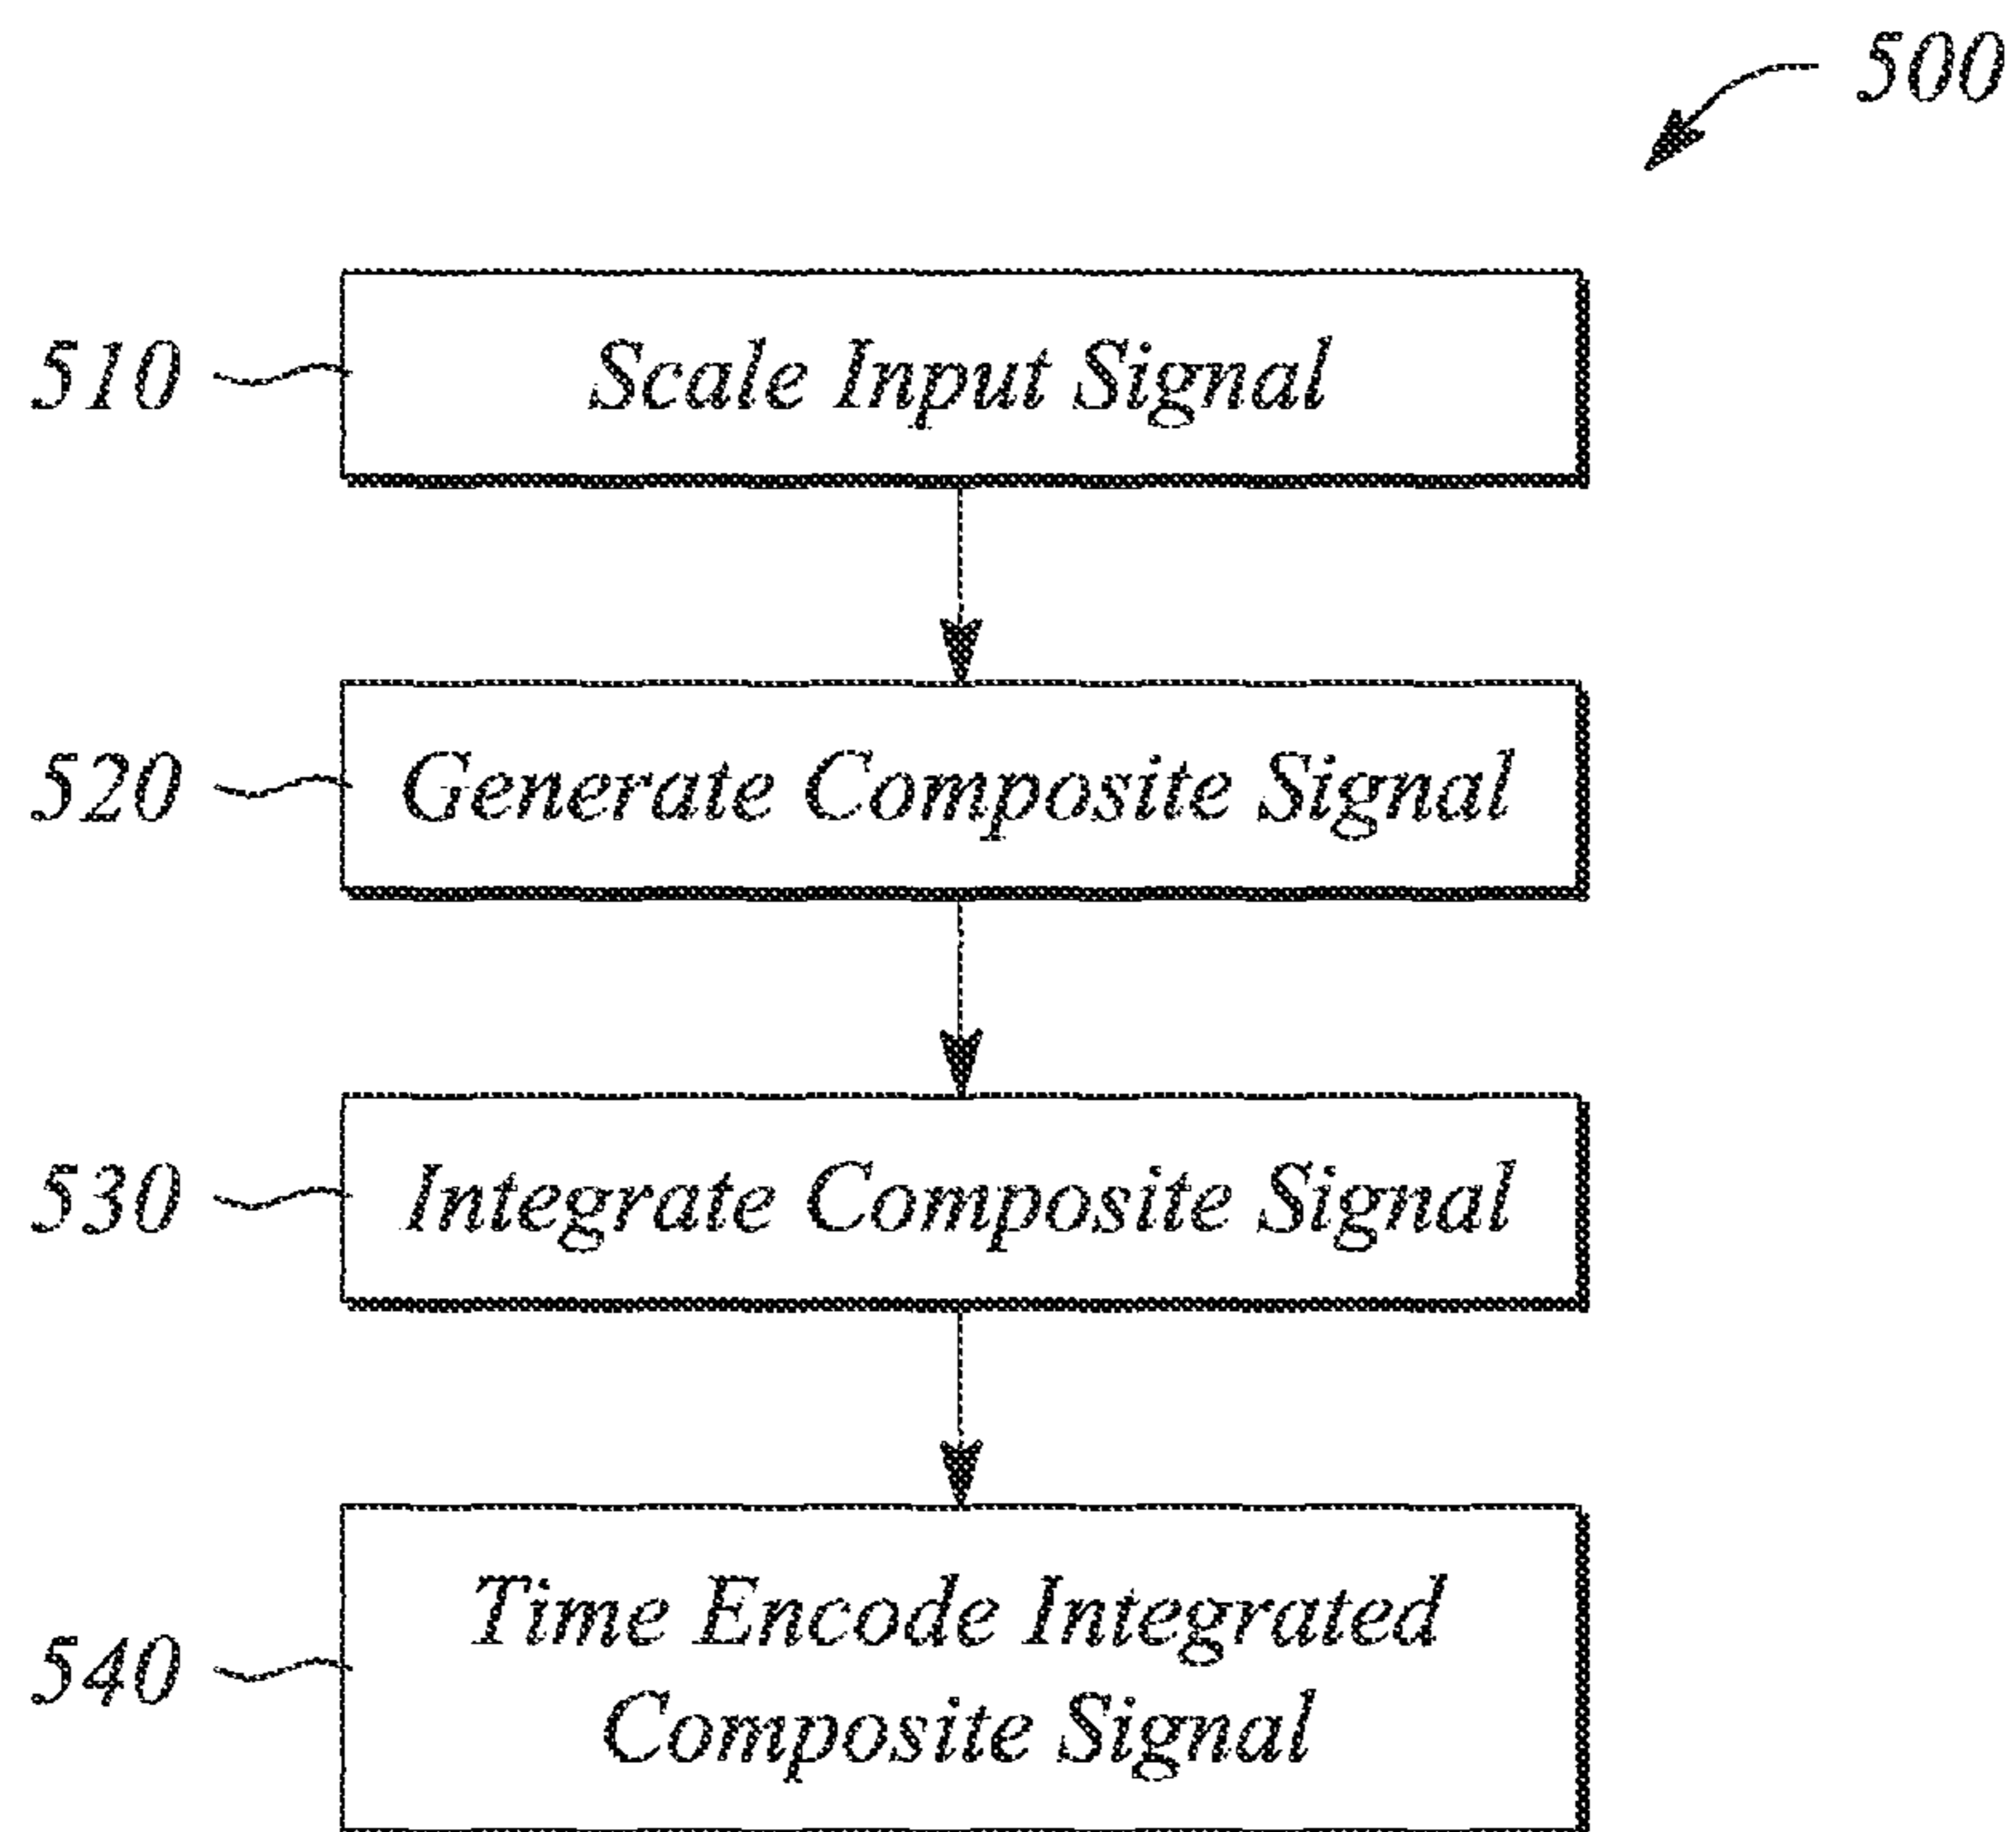 500
510
Scale Input Signal
520
Generate Composite Signal
530
Integrate Composite Signal
540
Time Encode Integrated
Composite Signal